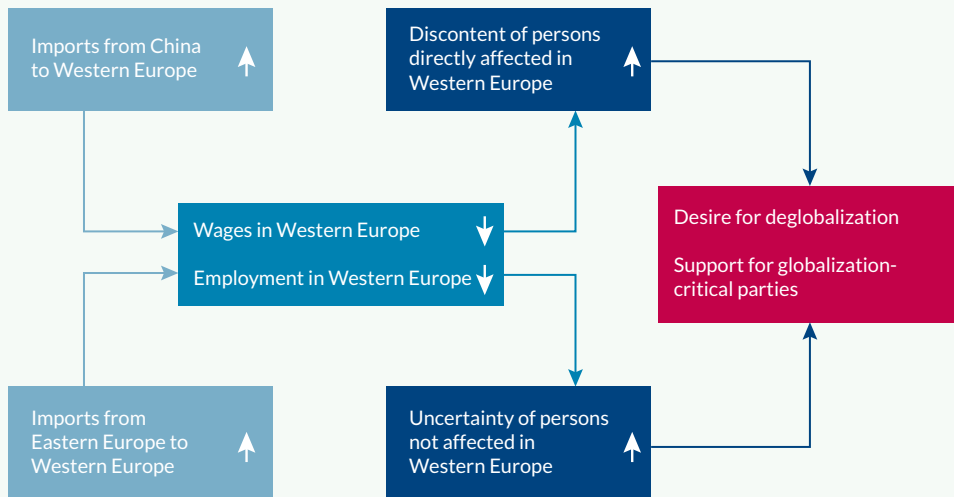 Imports from China
to Western Europe
Discontent of persons
directly affected in
Western Europe
Wages in Western Europe
Employment in Western Europe
Desire for deglobalization
Support for globalization-
critical parties
Imports from
Eastern Europe to
Western Europe
Uncertainty of persons
not affected in
Western Europe